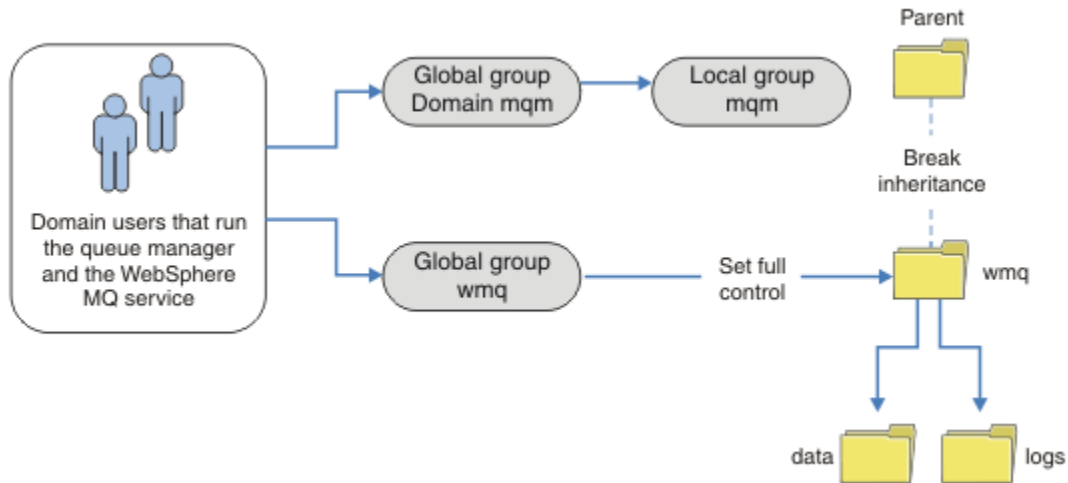 Parent
Global group
Domain mqm
Local group
mqm
Break
inheritance
Domain users that run
the queue manager
and the WebSphere
MQ service
Global group
wmq
Set full
control
wmq
data
logs